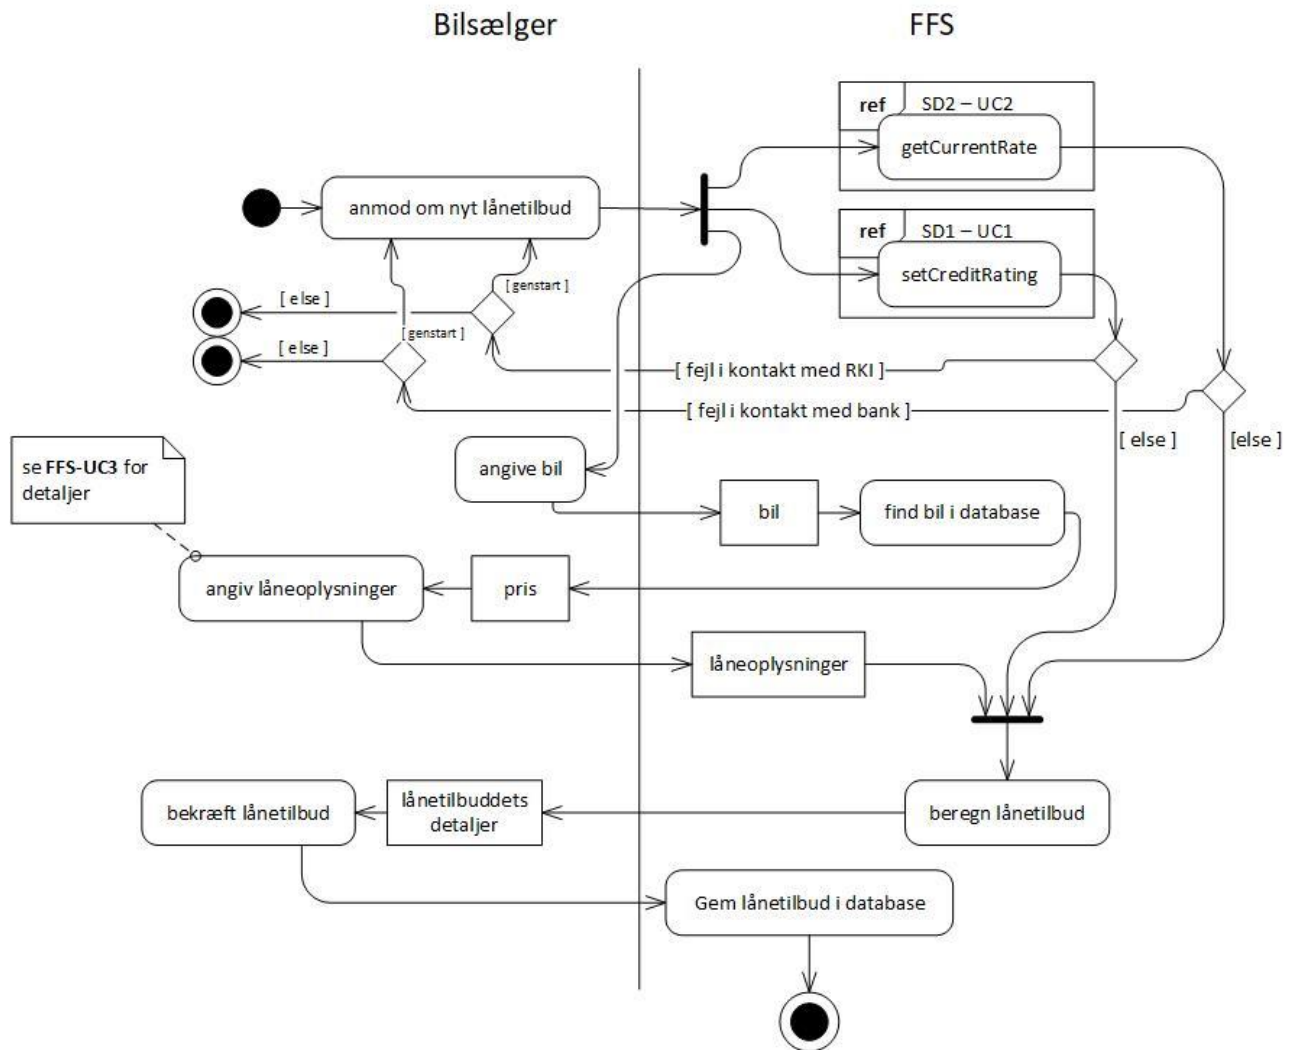 Bilsælger
FFS
ref
SD2 – UC2
getCurrentRate
anmod om nyt lånetilbud
ref
SD1 – UC1
setCreditRating
[ genstart ]
[ else ]
[ genstart ]
[ else ]
[ fejl i kontakt med RKI ]
[ fejl i kontakt med bank ]
[ else ]
[else ]
se FFS-UC3 for
detaljer
angive bil
bil
find bil i database
angiv låneoplysninger
pris
låneoplysninger
bekræft lånetilbud
lånetilbuddets
detaljer
beregn lånetilbud
Gem lånetilbud i database